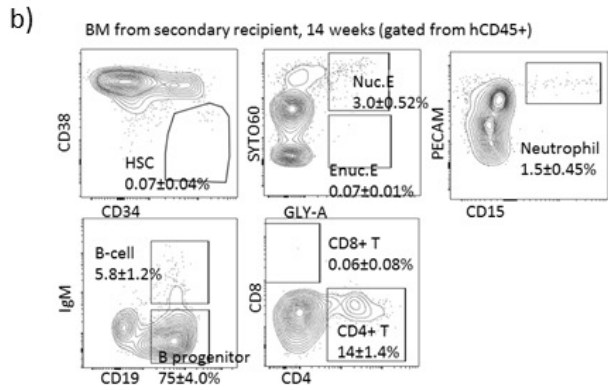 b)
BM from secondary recipient, 14 weeks (gated from hCD45+)
CD38
HSC
0.07±0.04%
CD34
SYTO60
Nuc.E
3.0±0.52%
Enuc.E
0.07±0.01%
GLY-A
PECAM
Neutrophil
1.5±0.45%
CD15
IgM
B-cell
5.8±1.2%
B progenitor
CD19
75±4.0%
CD8
CD8+ T
0.06±0.08%
CD4+ T
14±1.4%
CD4